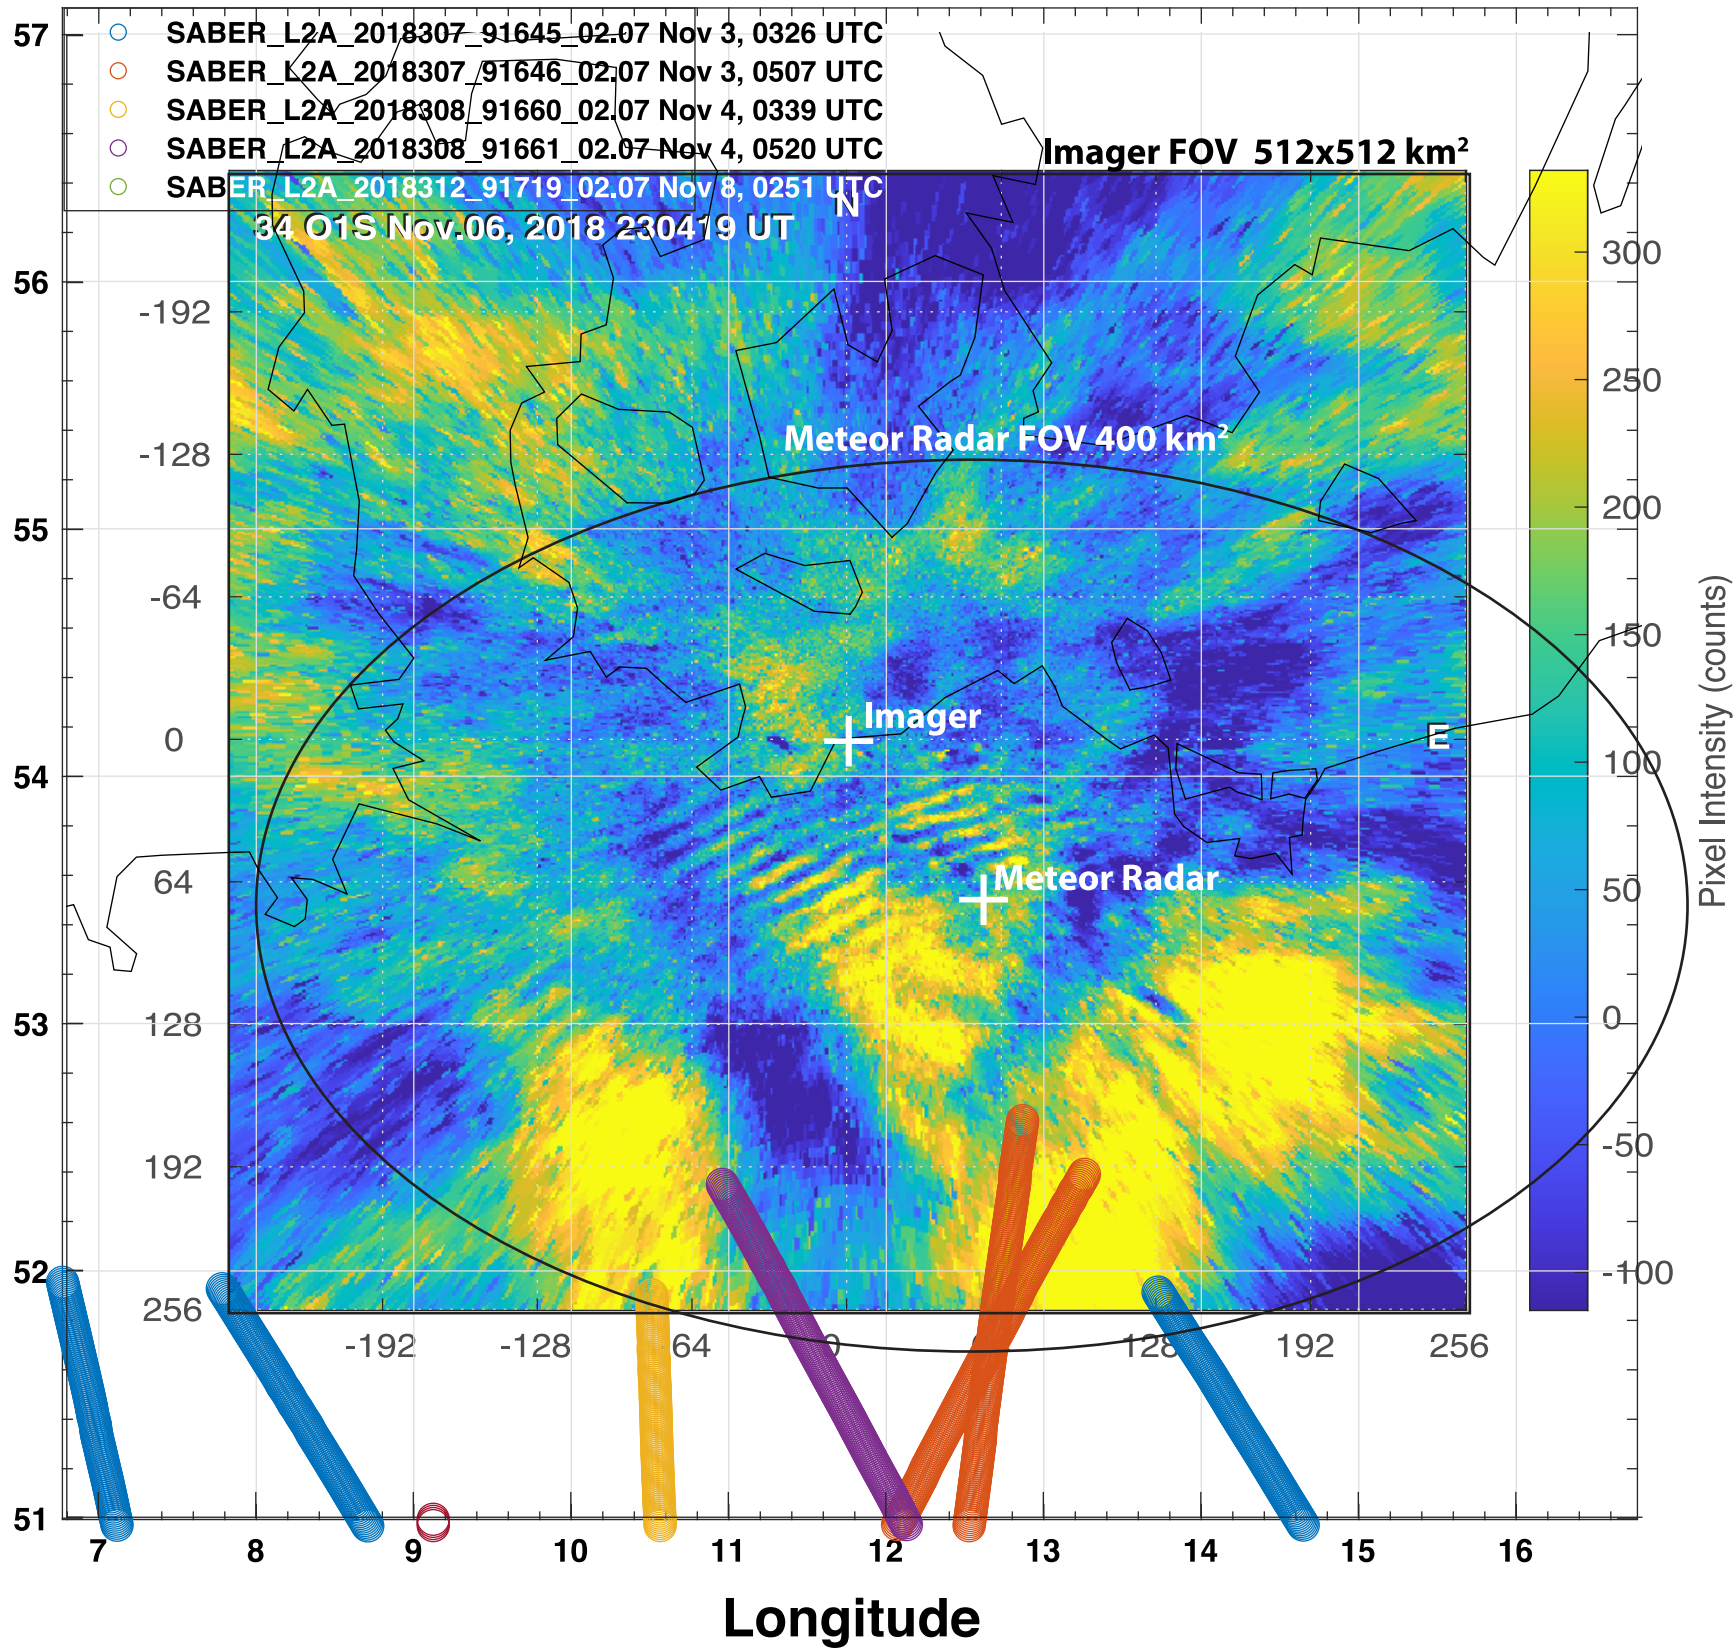 SABER_L2A_2018307_91645_02.07 Nov 3, 0326 UTC
SABER_L2A_2018307_91646_02.07 Nov 3, 0507 UTC
SABER_L2A_2018308_91660_02.07 Nov 4, 0339 UTC
SABER_L2A_2018308_91661_02.07 Nov 4, 0520 UTC
SABER_L2A_2018312_91719_02.07 Nov 8, 0251 UTC
Imager FOV 512x512 km²
N
34 O1S Nov.06, 2018 230419 UT
Meteor Radar FOV 400 km²
Imager
E
Meteor Radar
57
56
55
54
53
52
51
-192
-128
-64
0
64
128
192
256
-192 -128 64 0 128 192 256
7 8 9 10 11 12 13 14 15 16
Longitude
300
250
200
150
100
50
0
-50
-100
Pixel Intensity (counts)